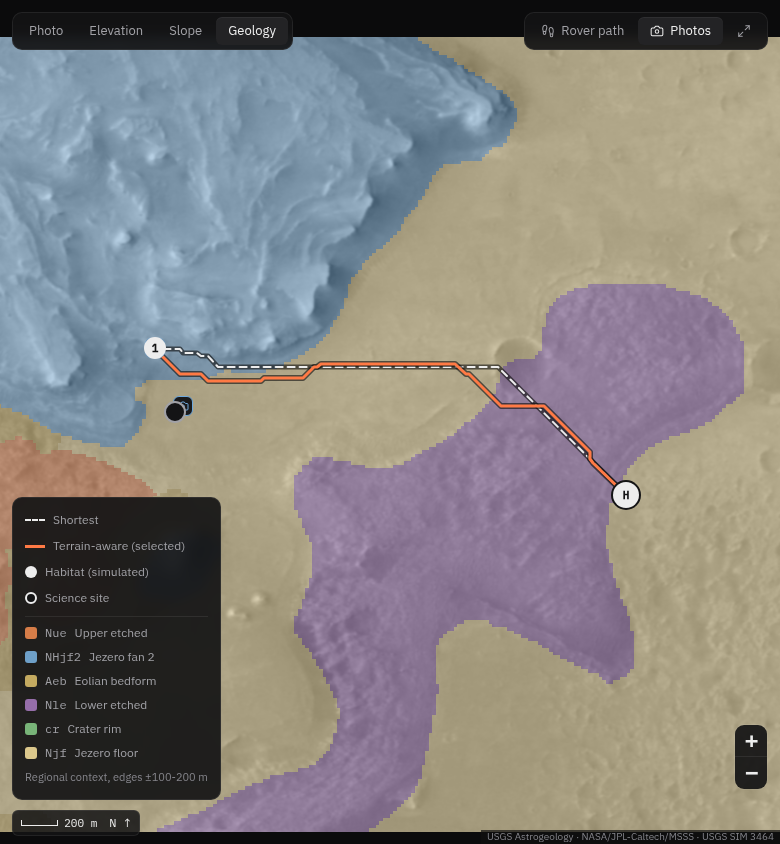 Photo Elevation Slope Geology
Rover path Photos
1
H
Shortest
Terrain-aware (selected)
Habitat (simulated)
Science site
Nue Upper etched
NHjf2 Jezero fan 2
Aeb Eolian bedform
Nle Lower etched
cr Crater rim
Njf Jezero floor
Regional context, edges ±100-200 m
+
−
200 m N ↑
USGS Astrogeology · NASA/JPL-Caltech/MSSS · USGS SIM 3464